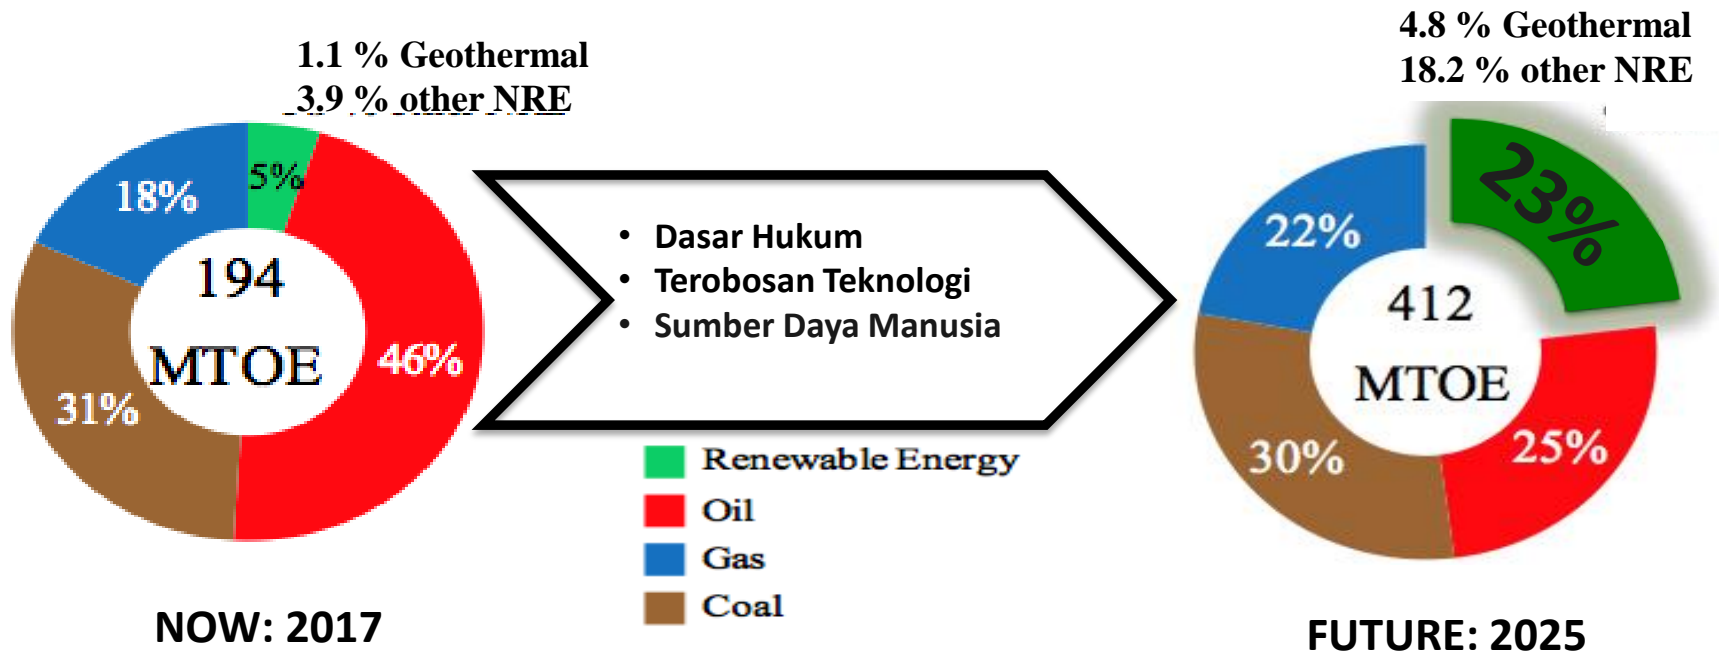 1.1 % Geothermal
3.9 % other NRE
5%
18%
46%
31%
194
MTOE
NOW: 2017
• Dasar Hukum
• Terobosan Teknologi
• Sumber Daya Manusia
Renewable Energy
Oil
Gas
Coal
4.8 % Geothermal
18.2 % other NRE
23%
22%
25%
30%
412
MTOE
FUTURE: 2025